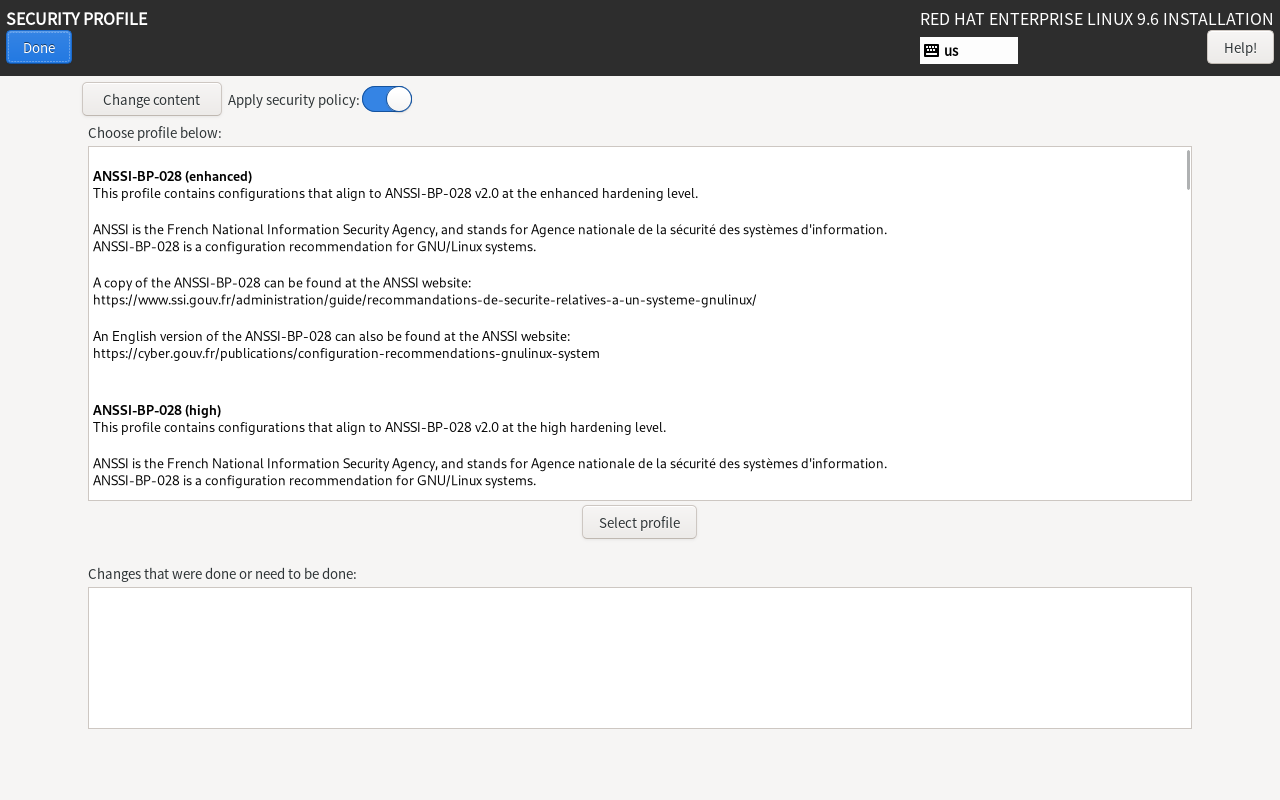 SECURITY PROFILE
RED HAT ENTERPRISE LINUX 9.6 INSTALLATION
Done
us
Help!
Change content
Apply security policy:
Choose profile below:
ANSSI-BP-028 (enhanced)
This profile contains configurations that align to ANSSI-BP-028 v2.0 at the enhanced hardening level.
ANSSI is the French National Information Security Agency, and stands for Agence nationale de la sécurité des systèmes d'information.
ANSSI-BP-028 is a configuration recommendation for GNU/Linux systems.
A copy of the ANSSI-BP-028 can be found at the ANSSI website:
https://www.ssi.gouv.fr/administration/guide/recommandations-de-securite-relatives-a-un-systeme-gnulinux/
An English version of the ANSSI-BP-028 can also be found at the ANSSI website:
https://cyber.gouv.fr/publications/configuration-recommendations-gnulinux-system
ANSSI-BP-028 (high)
This profile contains configurations that align to ANSSI-BP-028 v2.0 at the high hardening level.
ANSSI is the French National Information Security Agency, and stands for Agence nationale de la sécurité des systèmes d'information.
ANSSI-BP-028 is a configuration recommendation for GNU/Linux systems.
Select profile
Changes that were done or need to be done: